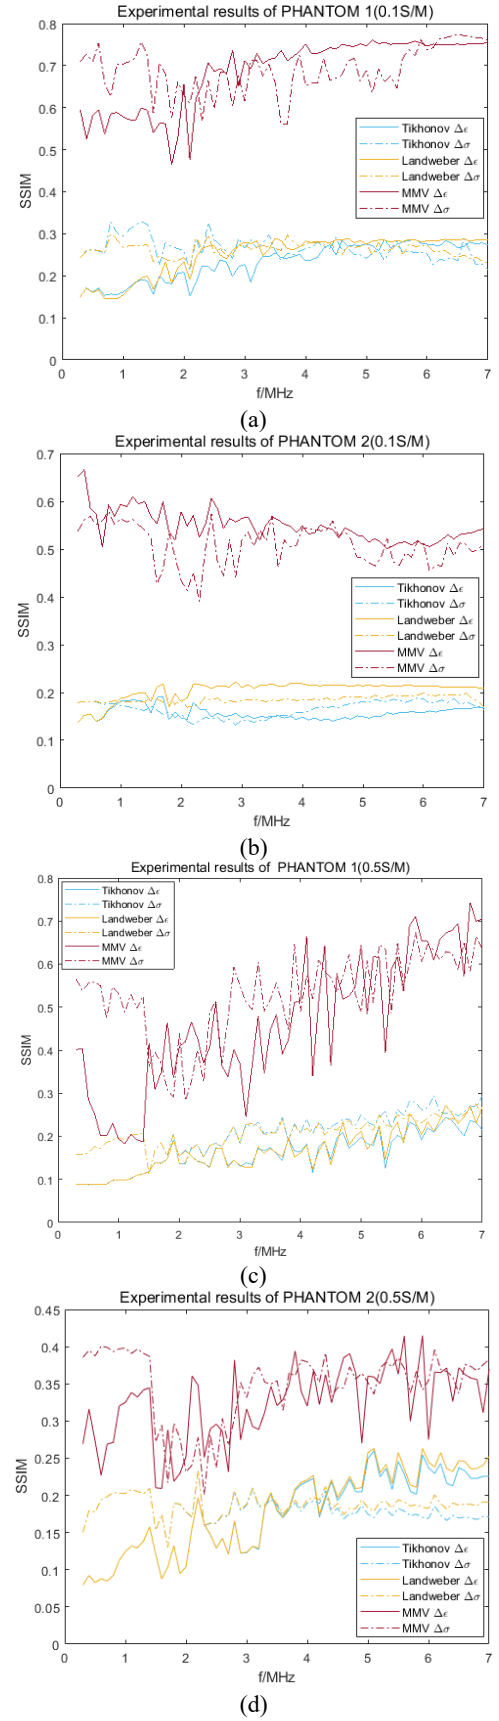 Experimental results of PHANTOM 1(0.1S/M)
0.8
0.7
0.6
0.5
0.4
0.3
0.2
0.1
0
SSIM
Tikhonov Δϵ
Tikhonov Δσ
Landweber Δϵ
Landweber Δσ
MMV Δϵ
MMV Δσ
0 1 2 3 4 5 6 7
f/MHz
(a)
Experimental results of PHANTOM 2(0.1S/M)
0.7
0.6
0.5
0.4
0.3
0.2
0.1
0
SSIM
Tikhonov Δϵ
Tikhonov Δσ
Landweber Δϵ
Landweber Δσ
MMV Δϵ
MMV Δσ
0 1 2 3 4 5 6 7
f/MHz
(b)
Experimental results of PHANTOM 1(0.5S/M)
0.8
0.7
0.6
0.5
0.4
0.3
0.2
0.1
0
SSIM
Tikhonov Δϵ
Tikhonov Δσ
Landweber Δϵ
Landweber Δσ
MMV Δϵ
MMV Δσ
0 1 2 3 4 5 6 7
f/MHz
(c)
Experimental results of PHANTOM 2(0.5S/M)
0.45
0.4
0.35
0.3
0.25
0.2
0.15
0.1
0.05
0
SSIM
Tikhonov Δϵ
Tikhonov Δσ
Landweber Δϵ
Landweber Δσ
MMV Δϵ
MMV Δσ
0 1 2 3 4 5 6 7
f/MHz
(d)